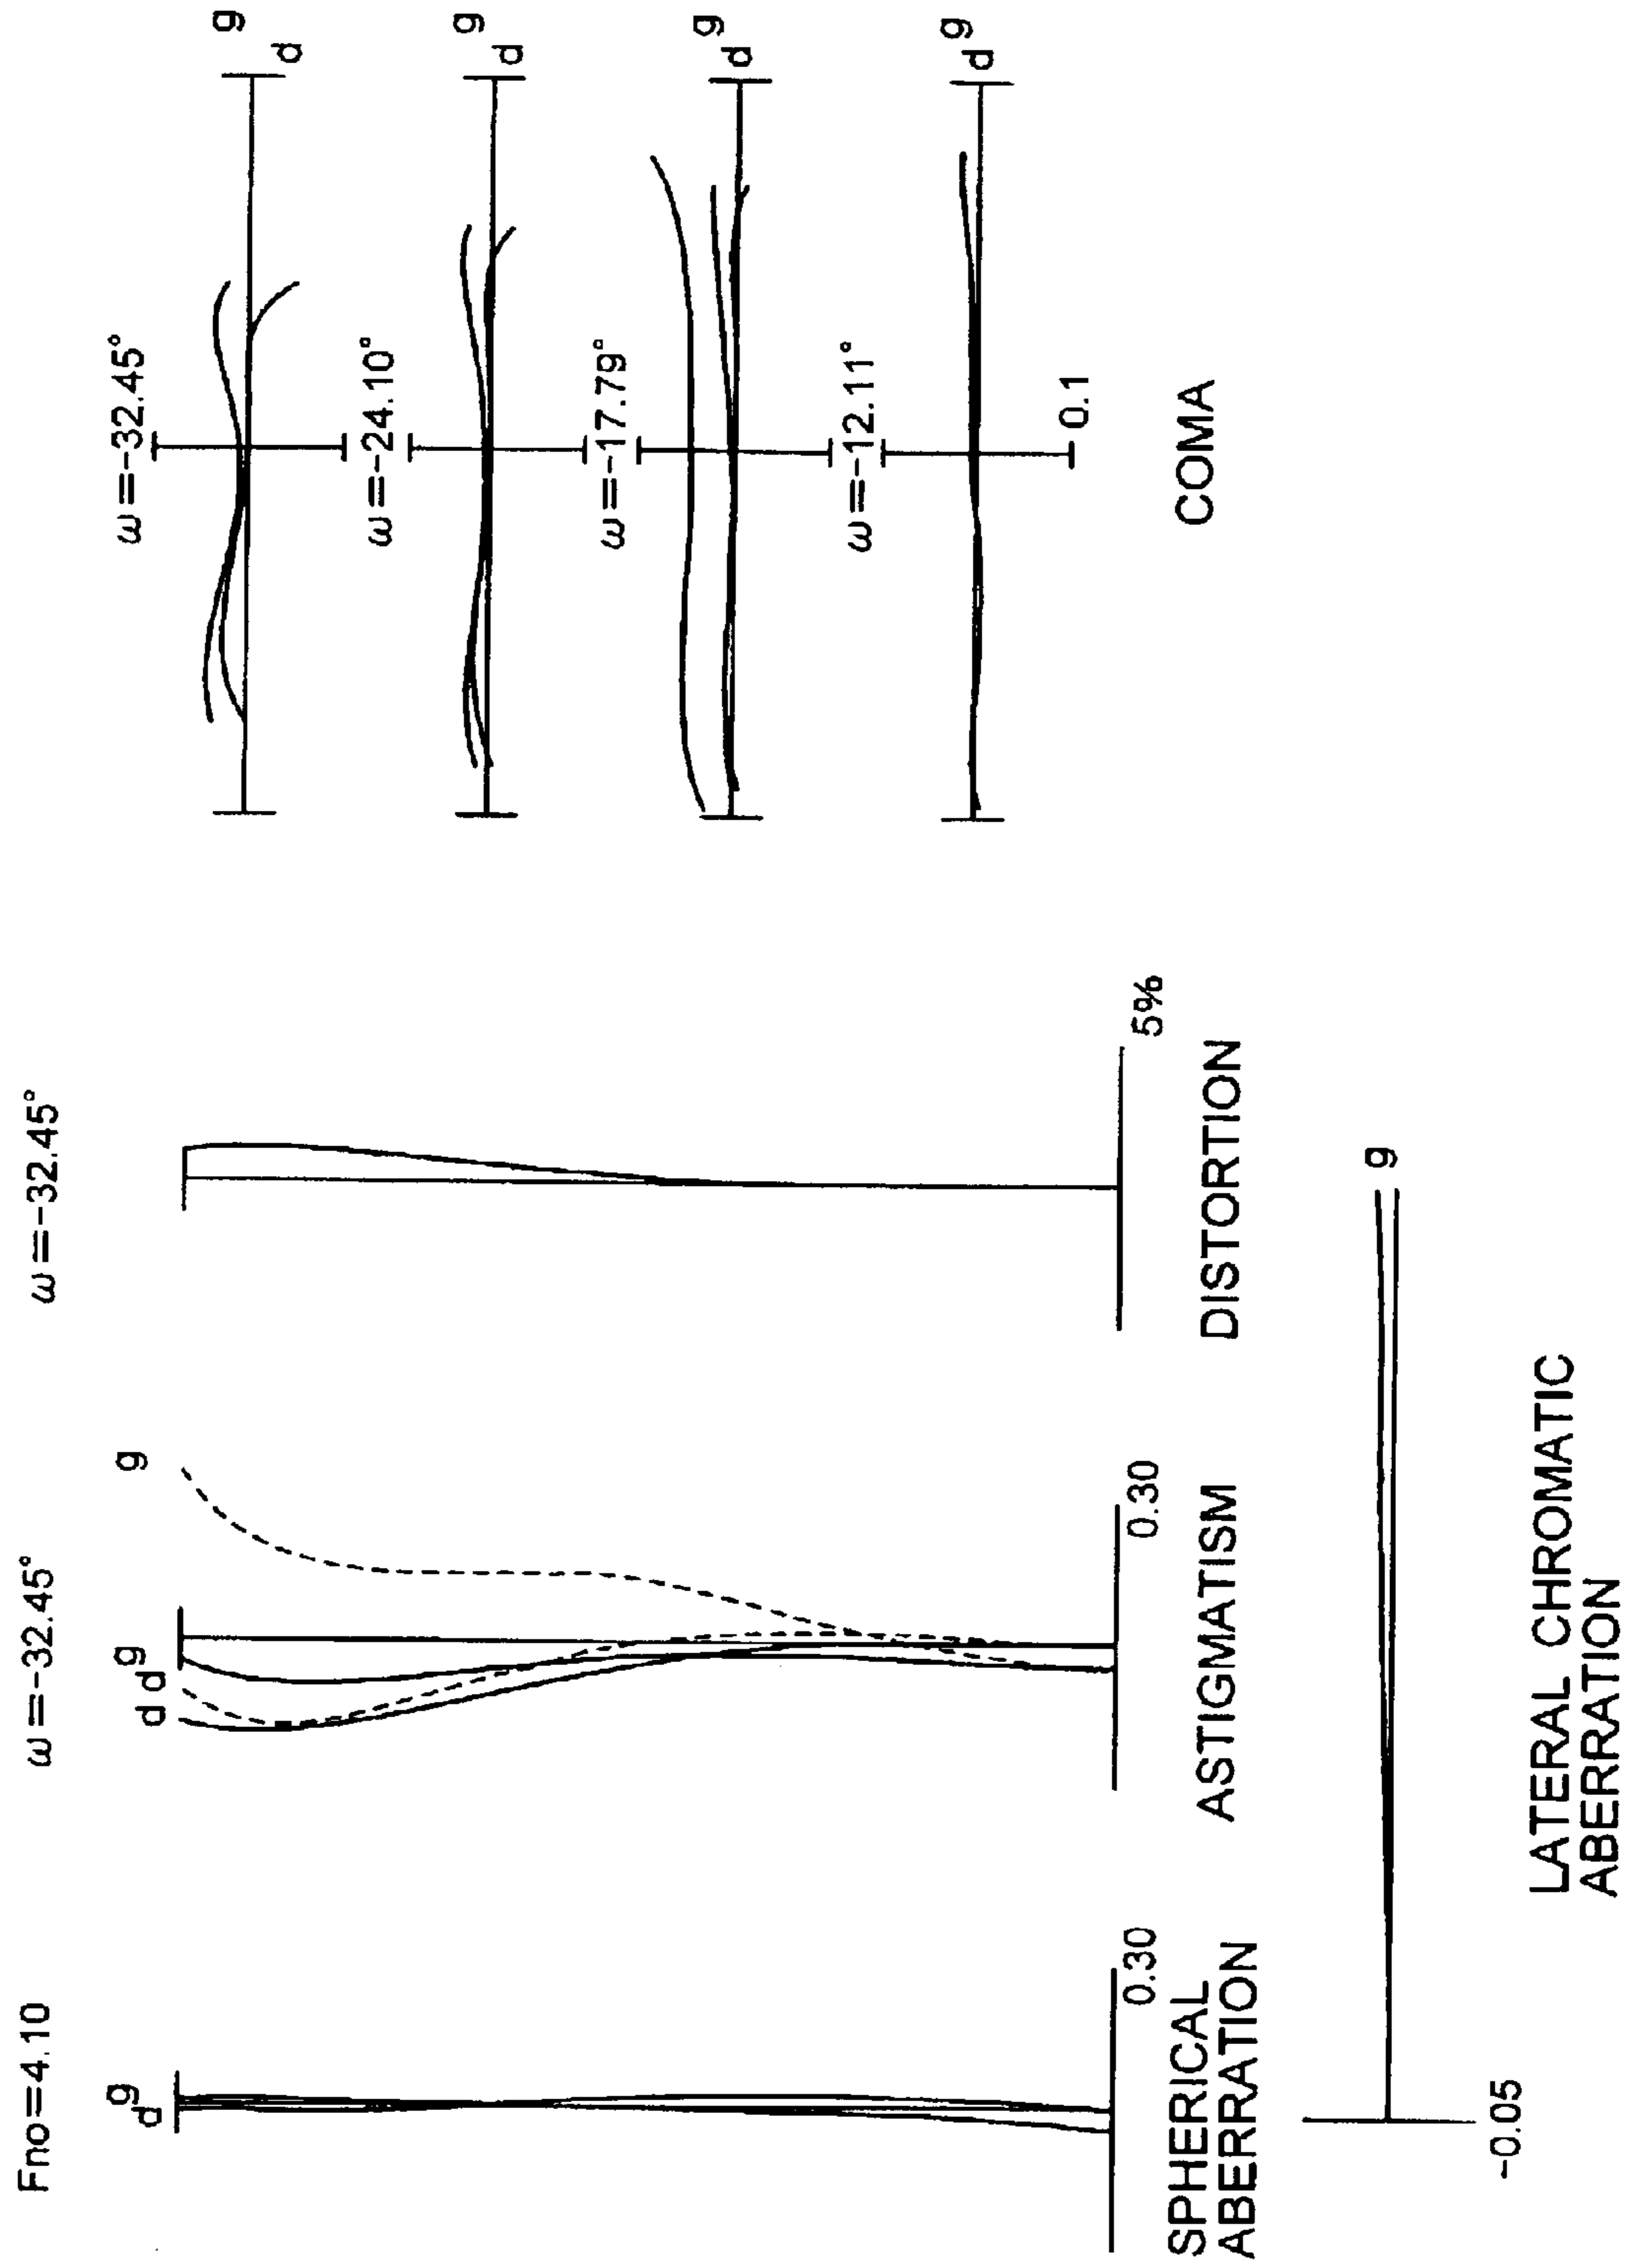 Fno=4.10
d
g
0.30
SPHERICAL
ABERRATION
ω=-32.45°
d
d
g
g
0.30
ASTIGMATISM
ω=-32.45°
5%
DISTORTION
ω=-32.45°
g
d
ω=-24.10°
g
d
ω=-17.79°
g
d
ω=-12.11°
g
d
0.1
COMA
-0.05
g
LATERAL CHROMATIC
ABERRATION